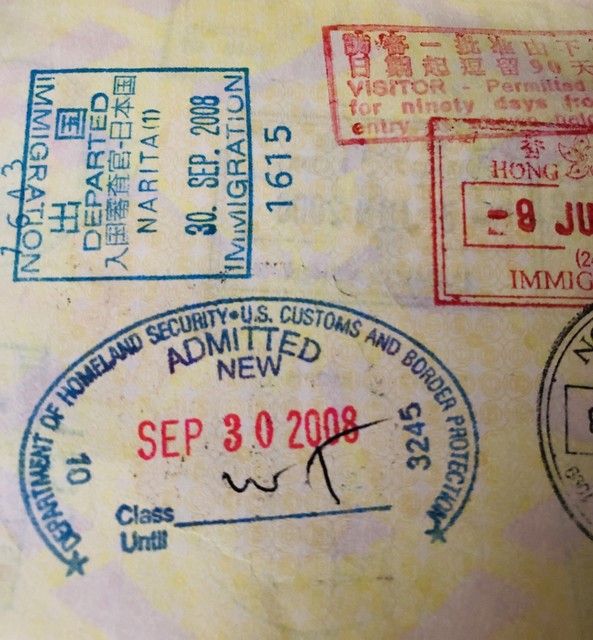 IMMIGRATION
出国
DEPARTED
入国審査官-日本国
NARITA(1)
30. SEP. 2008
IMMIGRATION
1615
VISITOR - Permitted
for ninety days
entry
HONG
-9 JU
IMMIG
DEPARTMENT OF HOMELAND SECURITY•U.S. CUSTOMS AND BORDER PROTECTION
ADMITTED
NEW
SEP 30 2008
10
3245
WT
Class
Until